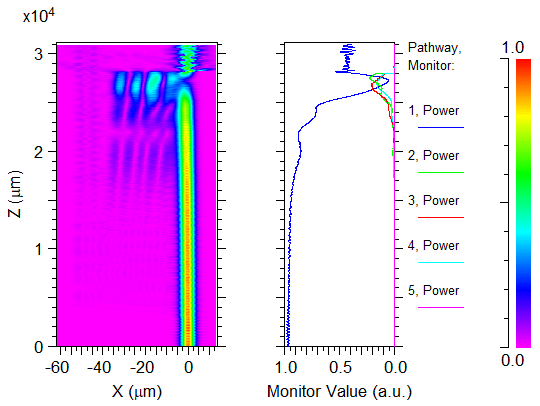 x10⁴
3
2
1
0
Z (μm)
-60 -40 -20 0
X (μm)
1.0 0.5 0.0
Monitor Value (a.u.)
Pathway,
Monitor:
1, Power
2, Power
3, Power
4, Power
5, Power
1.0
0.0